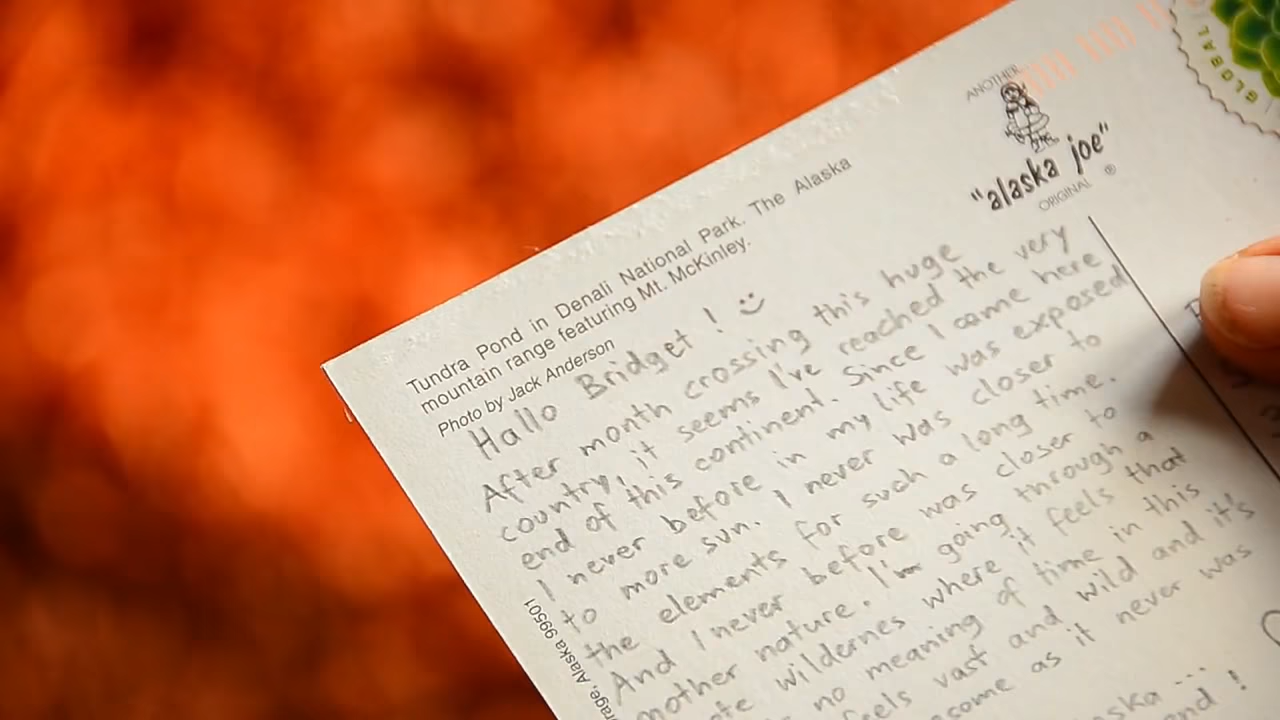 Tundra Pond in Denali National Park. The Alaska
mountain range featuring Mt. McKinley.
Photo by Jack Anderson
ANOTHER
"alaska joe"
ORIGINAL ®
GLOBAL
Hallo Bridget ! :)
After month crossing this huge
country, it seems I've reached the very
end of this continent. Since I came here
I never before in my life was exposed
to more sun. I never was closer to
the elements for such a long time.
And I never before was closer to
mother nature. I'm going through a
wildernes where it feels that
no meaning of time in this
feels vast and wild and it's
as it never was
Alaska 99501